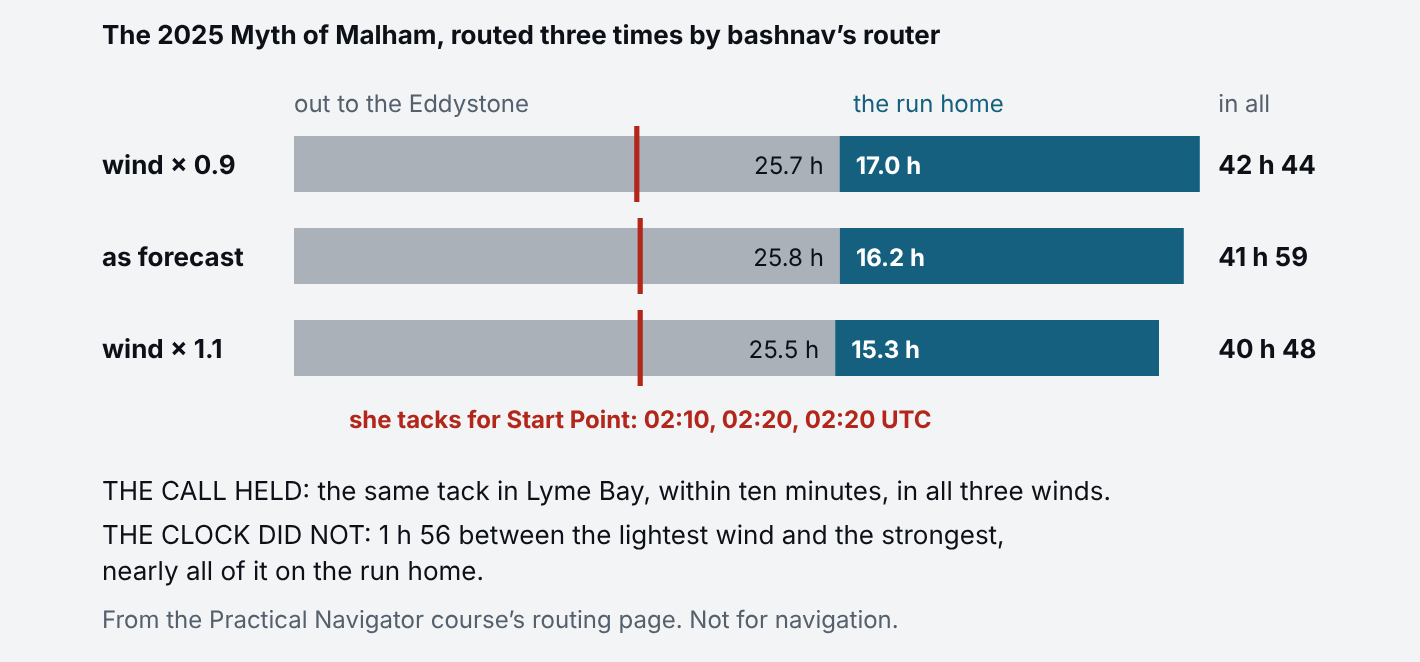 The 2025 Myth of Malham, routed three times by bashnav’s router
out to the Eddystone the run home in all
wind × 0.9 25.7 h 17.0 h 42 h 44
as forecast 25.8 h 16.2 h 41 h 59
wind × 1.1 25.5 h 15.3 h 40 h 48
she tacks for Start Point: 02:10, 02:20, 02:20 UTC
THE CALL HELD: the same tack in Lyme Bay, within ten minutes, in all three winds.
THE CLOCK DID NOT: 1 h 56 between the lightest wind and the strongest,
nearly all of it on the run home.
From the Practical Navigator course’s routing page. Not for navigation.